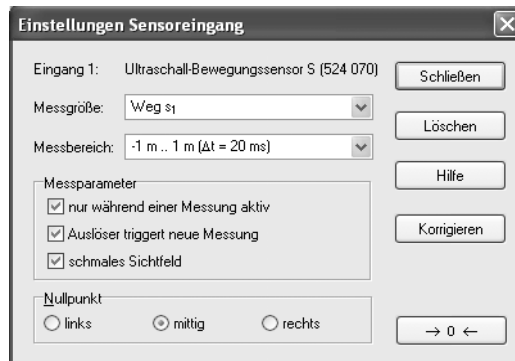 Einstellungen Sensoreingang
Eingang 1: Ultraschall-Bewegungssensor S (524 070)
Schließen
Messgröße: Weg s₁
Löschen
Messbereich: -1 m .. 1 m (Δt = 20 ms)
Hilfe
Messparameter
nur während einer Messung aktiv
Auslöser triggert neue Messung
Korrigieren
schmales Sichtfeld
Nullpunkt
links mittig rechts
→ 0 ←